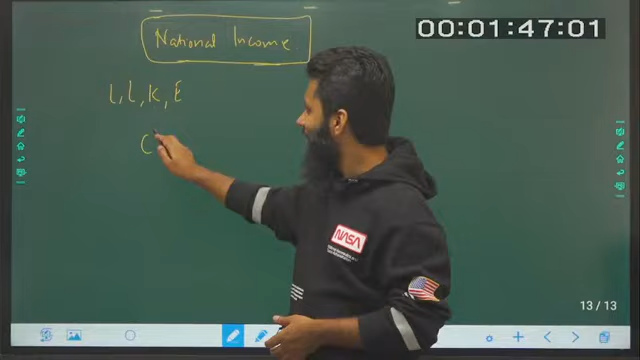 00:01:47:01
National Income
L, L, K, E
C
NASA
13/13